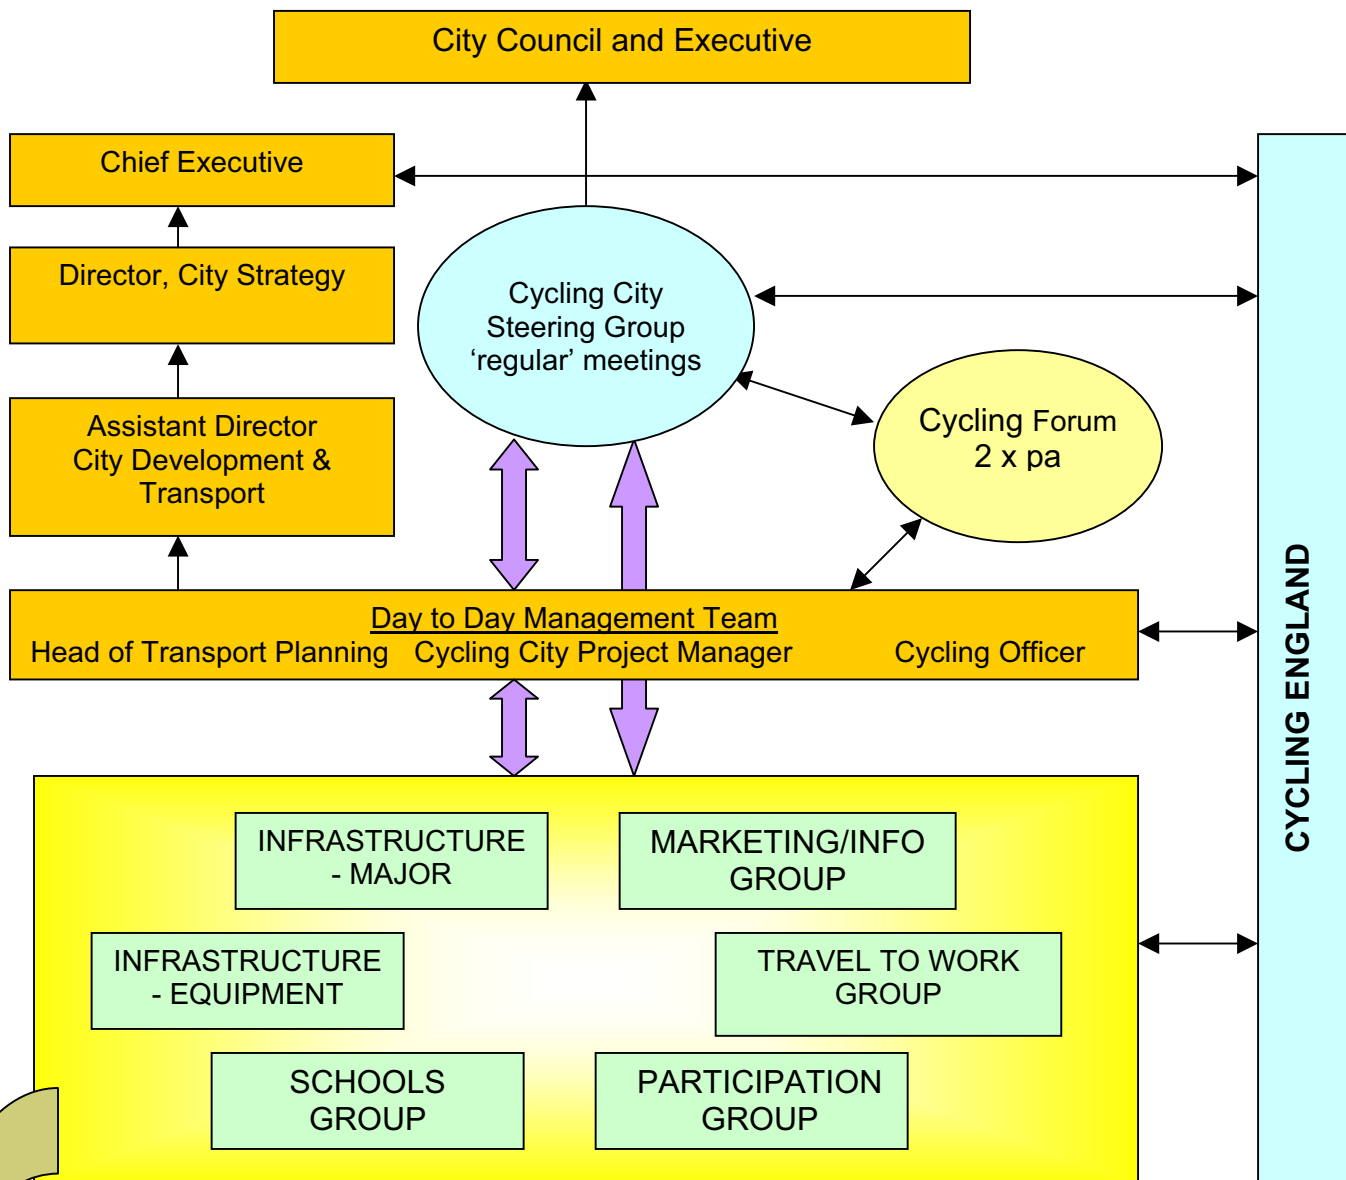 City Council and Executive
Chief Executive
Director, City Strategy
Cycling City
Steering Group
‘regular’ meetings
Assistant Director
City Development &
Transport
Cycling Forum
2 x pa
Day to Day Management Team
Head of Transport Planning Cycling City Project Manager Cycling Officer
CYCLING ENGLAND
INFRASTRUCTURE
- MAJOR
MARKETING/INFO
GROUP
INFRASTRUCTURE
- EQUIPMENT
TRAVEL TO WORK
GROUP
SCHOOLS
GROUP
PARTICIPATION
GROUP